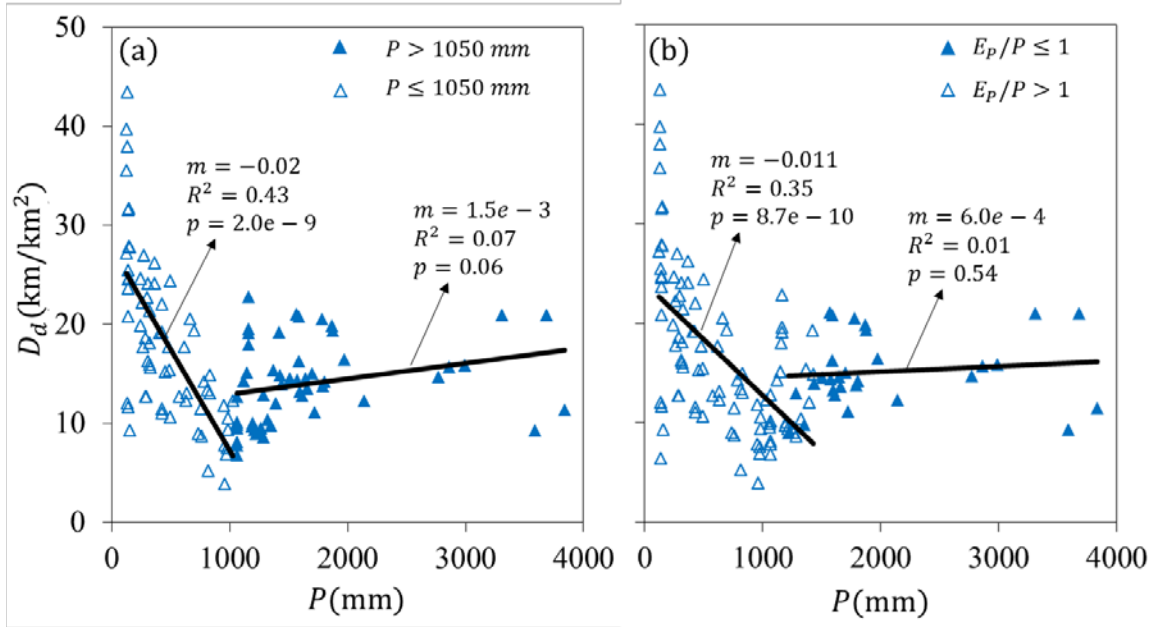 (a)
P > 1050 mm
P ≤ 1050 mm
m = −0.02
R² = 0.43
p = 2.0e − 9
m = 1.5e − 3
R² = 0.07
p = 0.06
50
40
30
20
10
0
D_d(km/km²)
0 1000 2000 3000 4000
P(mm)
(b)
E_P/P ≤ 1
E_P/P > 1
m = −0.011
R² = 0.35
p = 8.7e − 10
m = 6.0e − 4
R² = 0.01
p = 0.54
0 1000 2000 3000 4000
P(mm)